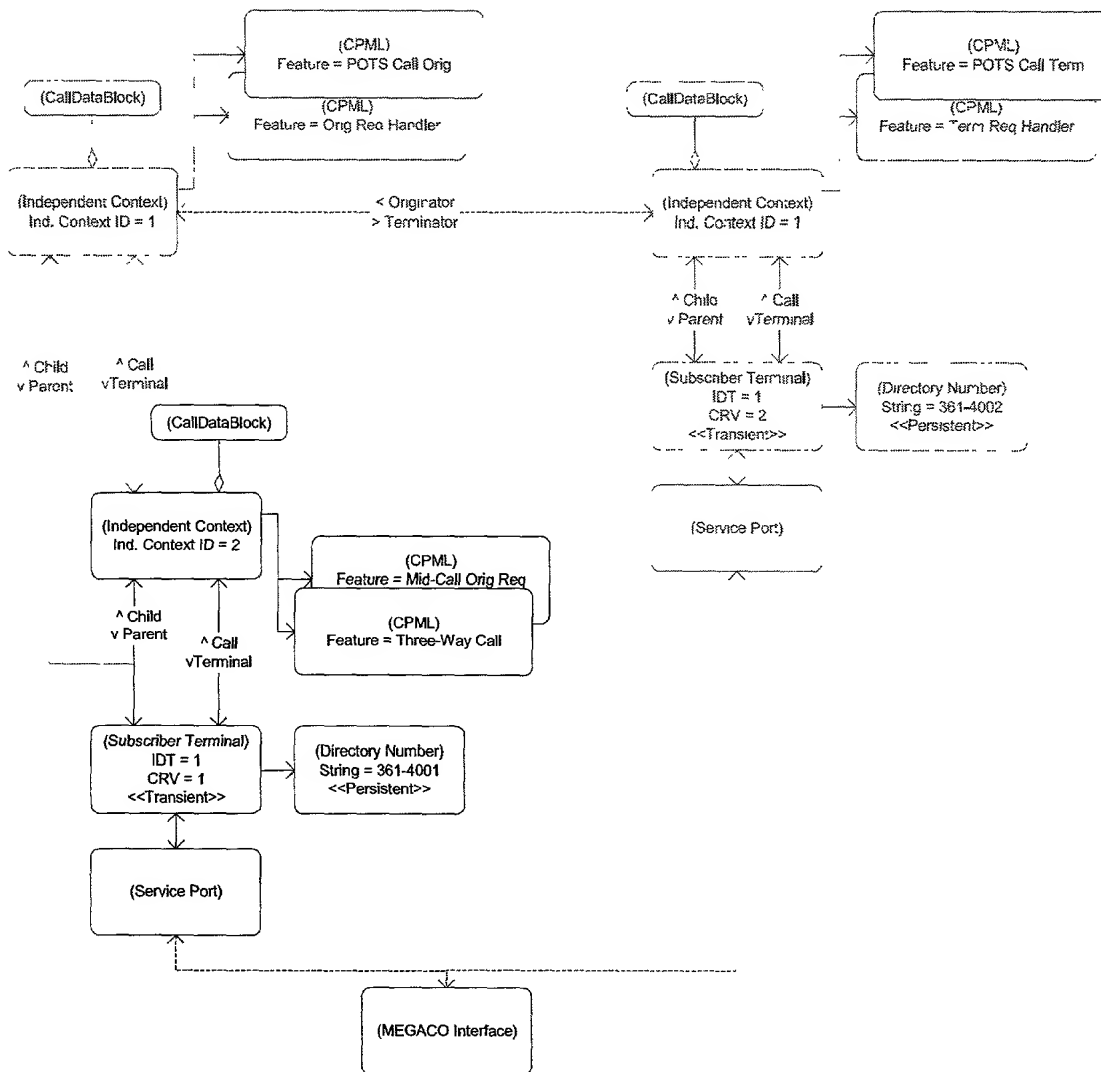 (CPML)
Feature = POTS Call Orig
(CallDataBlock)
(CPML)
Feature = Orig Req Handler
(Independent Context)
Ind. Context ID = 1
< Originator
> Terminator
(CPML)
Feature = POTS Call Term
(CallDataBlock)
(CPML)
Feature = Term Req Handler
(Independent Context)
Ind. Context ID = 1
^ Child
v Parent
^ Call
vTerminal
(Subscriber Terminal)
IDT = 1
CRV = 2
<<Transient>>
(Directory Number)
String = 361-4002
<<Persistent>>
(Service Port)
^ Child
v Parent
^ Call
vTerminal
(CallDataBlock)
(Independent Context)
Ind. Context ID = 2
(CPML)
Feature = Mid-Call Orig Req
(CPML)
Feature = Three-Way Call
^ Child
v Parent
^ Call
vTerminal
(Subscriber Terminal)
IDT = 1
CRV = 1
<<Transient>>
(Directory Number)
String = 361-4001
<<Persistent>>
(Service Port)
(MEGACO Interface)